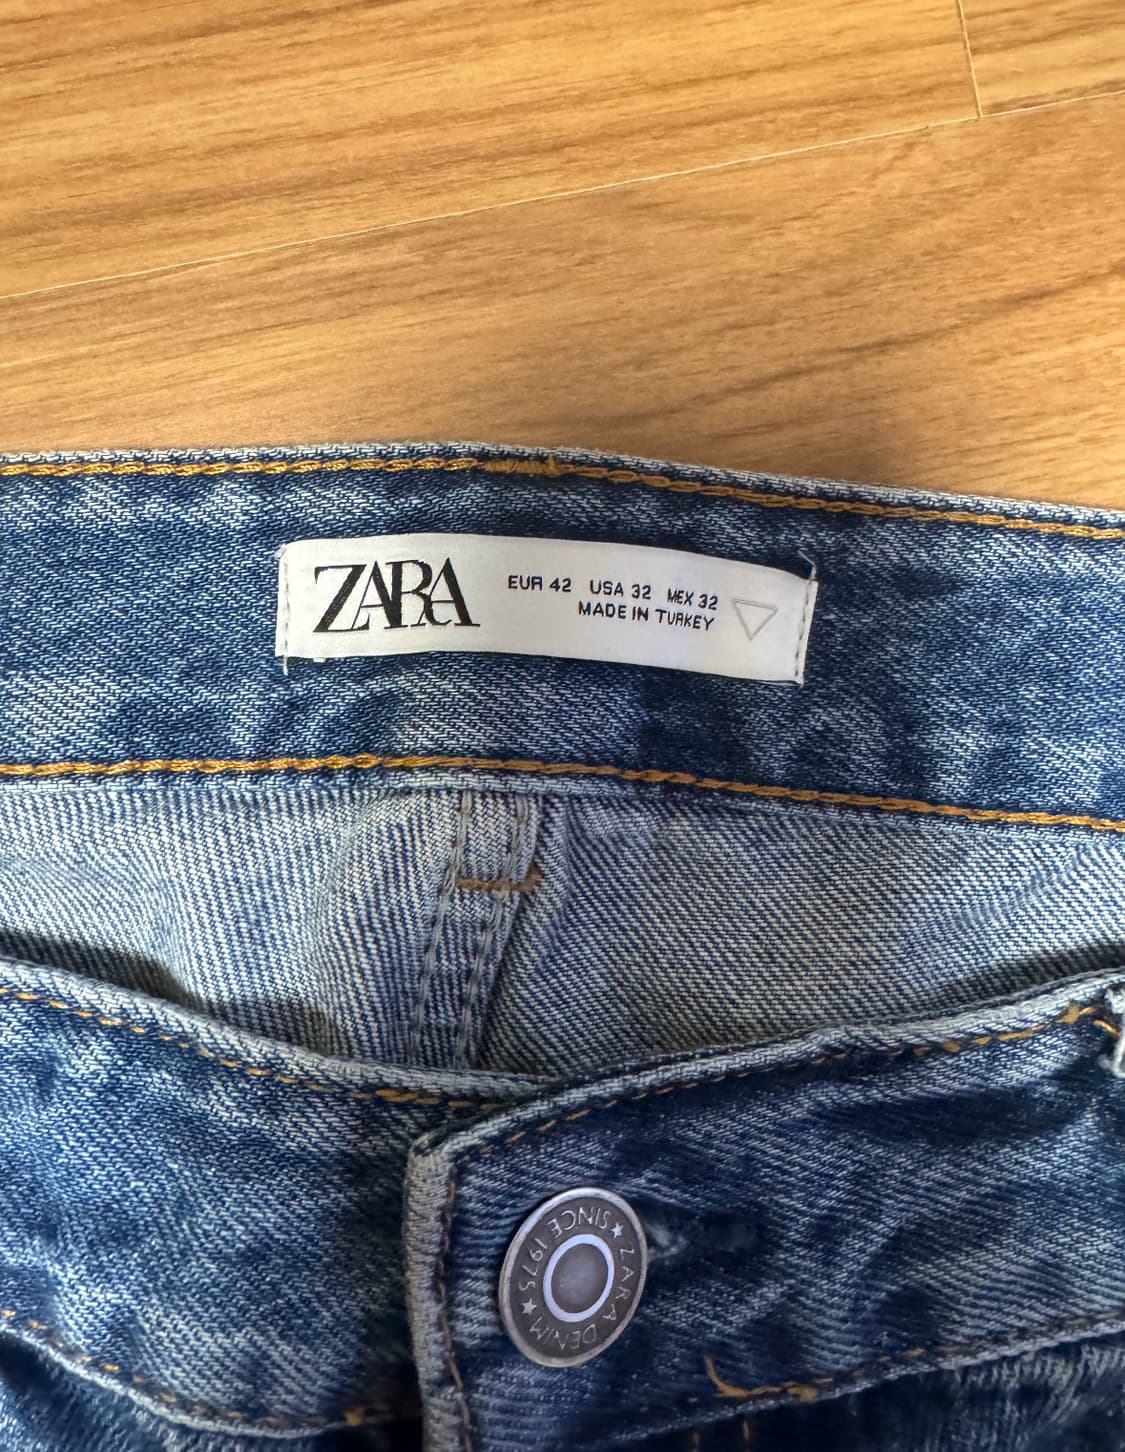 ZARA
EUR 42 USA 32 MEX 32
MADE IN TURKEY
★ ZARA DENIM ★ SINCE 1975